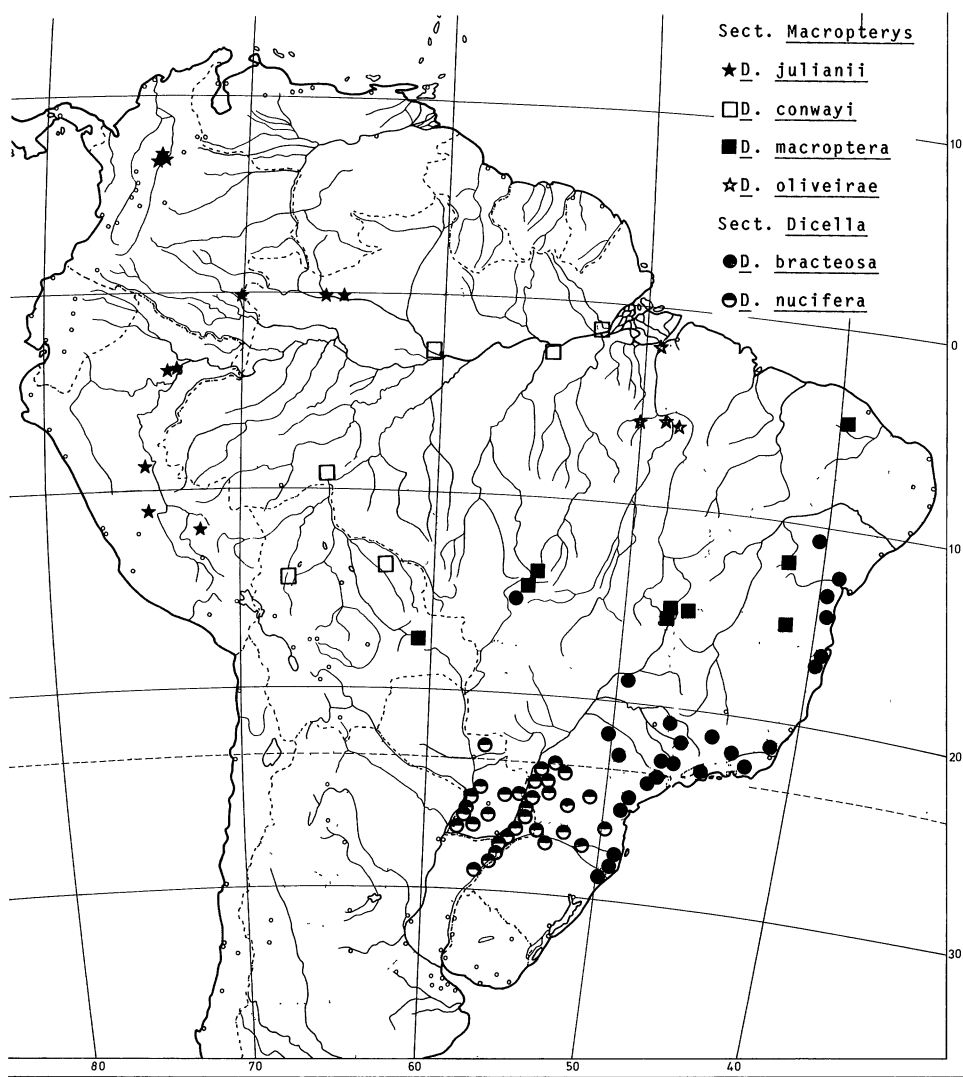 Sect. Macropterys
★D. julianii
□D. conwayi
■D. macroptera
☆D. oliveirae
Sect. Dicella
●D. bracteosa
◒D. nucifera
10
0
10
20
30
80 70 60 50 40